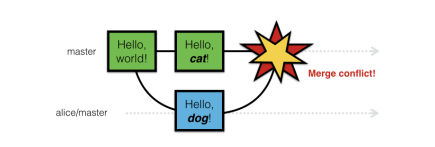 master
Hello,
world!
Hello,
cat!
Merge conflict!
alice/master
Hello,
dog!